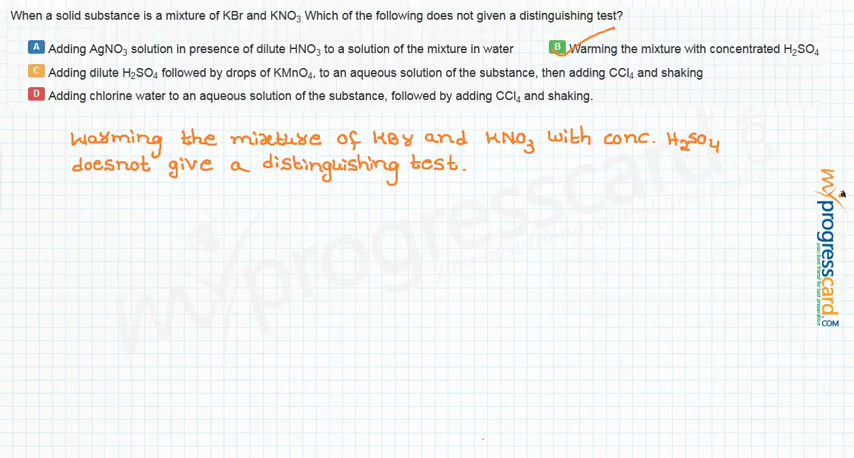 When a solid substance is a mixture of KBr and KNO3 Which of the following does not given a distinguishing test?
A Adding AgNO3 solution in presence of dilute HNO3 to a solution of the mixture in water B Warming the mixture with concentrated H2SO4
C Adding dilute H2SO4 followed by drops of KMnO4, to an aqueous solution of the substance, then adding CCl4 and shaking
D Adding chlorine water to an aqueous solution of the substance, followed by adding CCl4 and shaking.
Warming the mixture of KBr and KNO3 with conc. H2SO4
doesnot give a distinguishing test.
myprogresscard.COM
myprogresscard